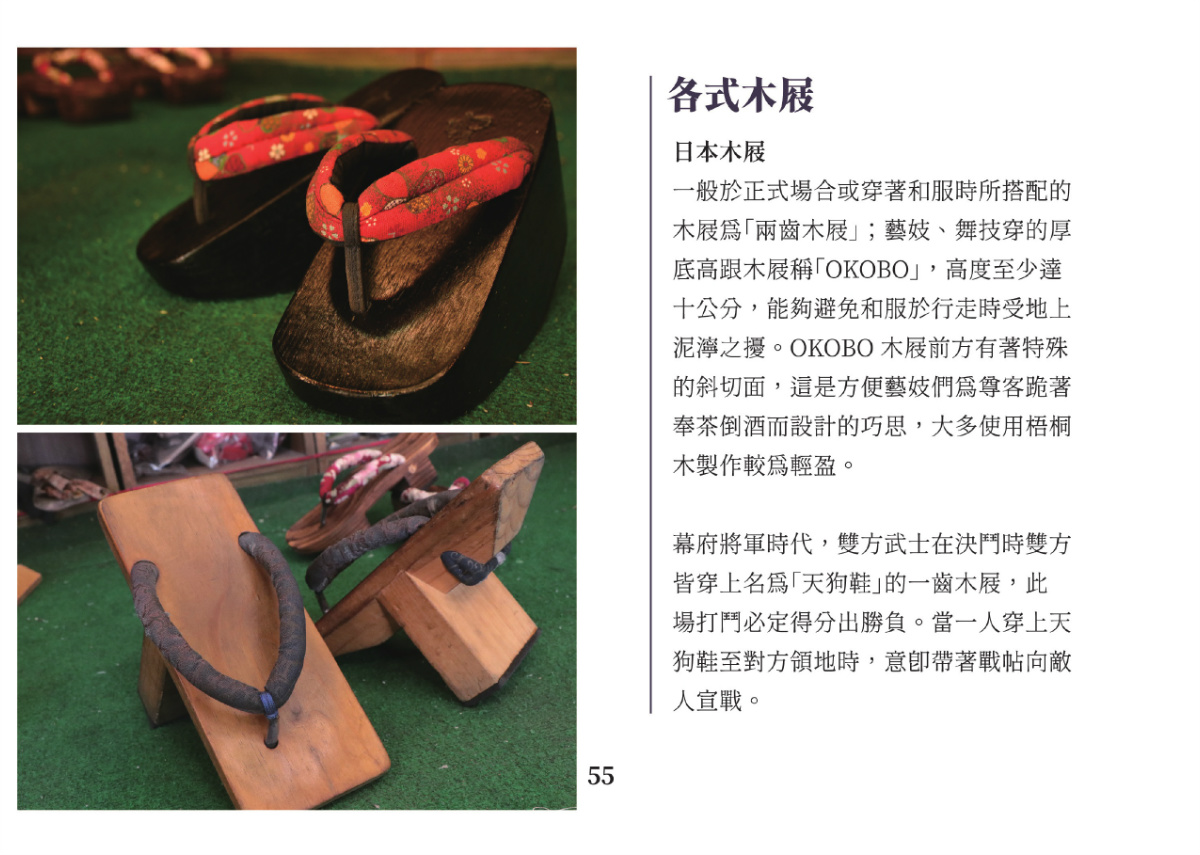 各式木屐
日本木屐
一般於正式場合或穿著和服時所搭配的
木屐爲「兩齒木屐」；藝妓、舞技穿的厚
底高跟木屐稱「OKOBO」，高度至少達
十公分，能夠避免和服於行走時受地上
泥濘之擾。OKOBO 木屐前方有著特殊
的斜切面，這是方便藝妓們爲尊客跪著
奉茶倒酒而設計的巧思，大多使用梧桐
木製作較爲輕盈。
幕府將軍時代，雙方武士在決鬥時雙方
皆穿上名爲「天狗鞋」的一齒木屐，此
場打鬥必定得分出勝負。當一人穿上天
狗鞋至對方領地時，意卽帶著戰帖向敵
人宣戰。
55